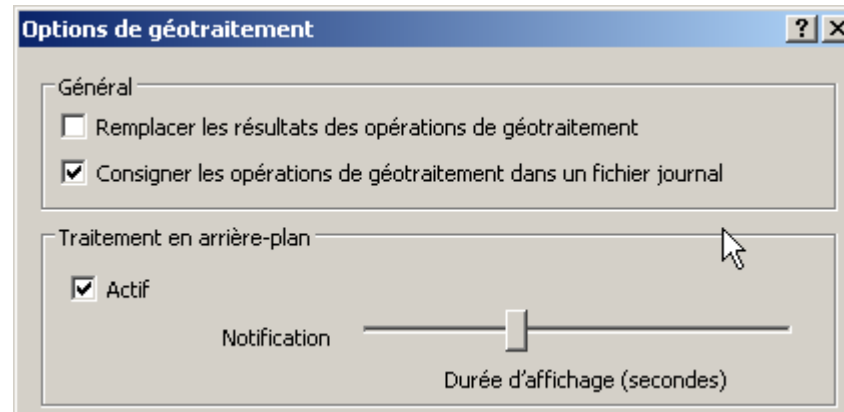 Options de géotraitement
Général
Remplacer les résultats des opérations de géotraitement
Consigner les opérations de géotraitement dans un fichier journal
Traitement en arrière-plan
Actif
Notification
Durée d'affichage (secondes)